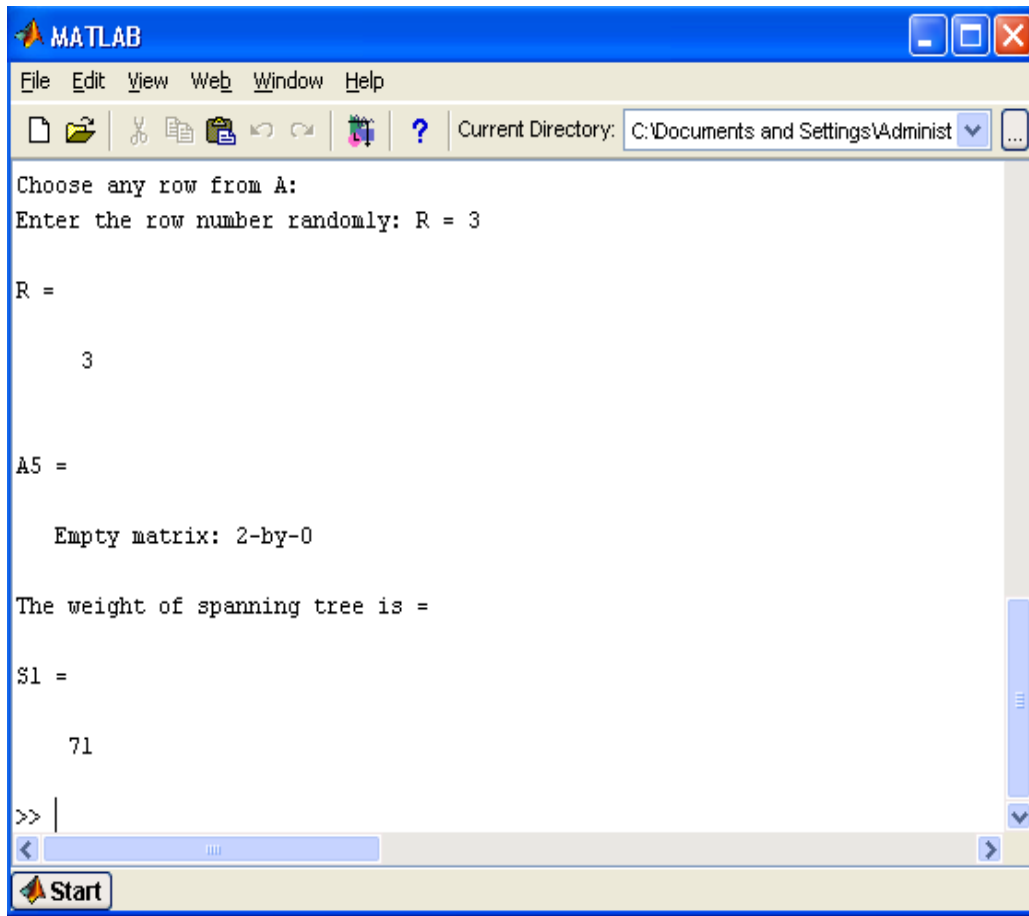 MATLAB
File Edit View Web Window Help
? Current Directory: C:\Documents and Settings\Administ ...
Choose any row from A:
Enter the row number randomly: R = 3
R =
3
A5 =
Empty matrix: 2-by-0
The weight of spanning tree is =
S1 =
71
>>
Start